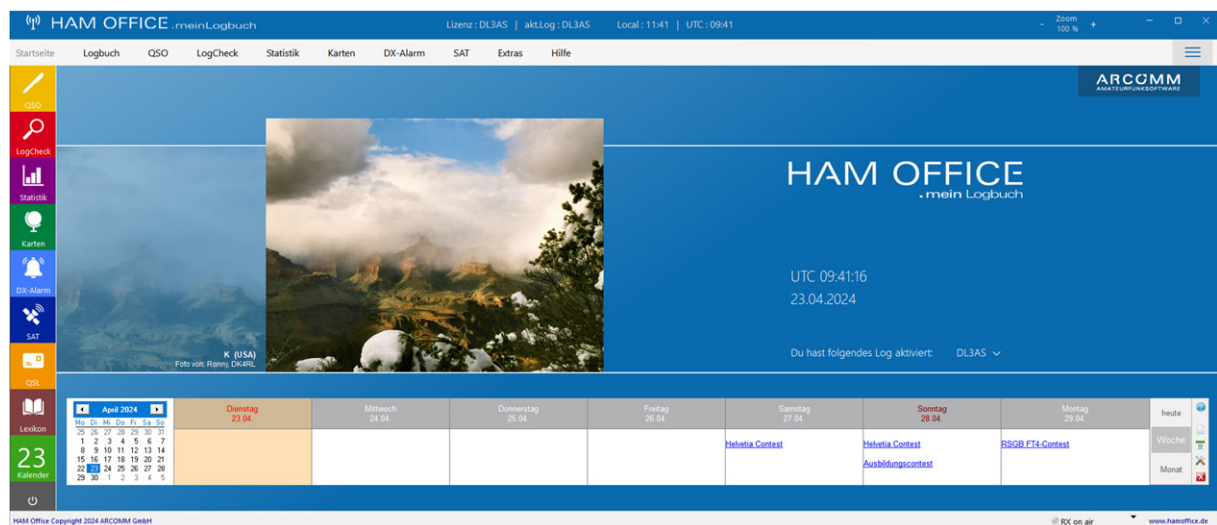 HAM OFFICE .meinLogbuch
Lizenz : DL3AS | akt.Log : DL3AS Local : 11:41 | UTC : 09:41
- Zoom 100 % +
Startseite Logbuch QSO LogCheck Statistik Karten DX-Alarm SAT Extras Hilfe
ARCOMM
AMATEURFUNKSOFTWARE
QSO
LogCheck
Statistik
Karten
DX-Alarm
SAT
QSL
Lexikon
23
Kalender
K (USA)
Foto von: Ronny, DK4RL
HAM OFFICE
.mein Logbuch
UTC 09:41:16
23.04.2024
Du hast folgendes Log aktiviert: DL3AS
April 2024
Mo Di Mi Do Fr Sa So
25 26 27 28 29 30 31
1 2 3 4 5 6 7
8 9 10 11 12 13 14
15 16 17 18 19 20 21
22 23 24 25 26 27 28
29 30 1 2 3 4 5
Dienstag
23.04.
Mittwoch
24.04.
Donnerstag
25.04.
Freitag
26.04.
Samstag
27.04.
Helvetia Contest
Sonntag
28.04.
Helvetia Contest
Ausbildungscontest
Montag
29.04.
RSGB FT4-Contest
heute
Woche
Monat
HAM Office Copyright 2024 ARCOMM GmbH
RX on air
www.hamoffice.de